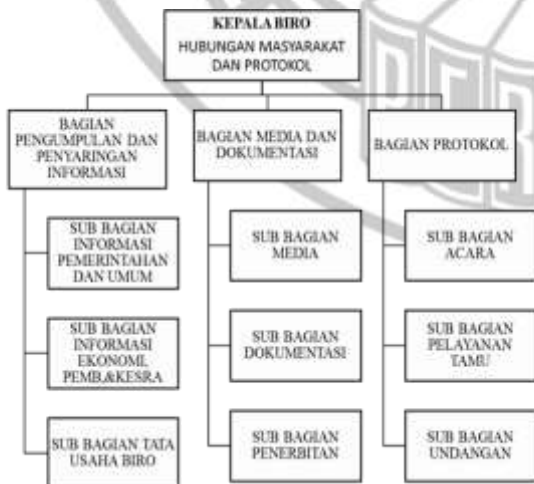 KEPALA BIRO
HUBUNGAN MASYARAKAT
DAN PROTOKOL
BAGIAN
PENGUMPULAN DAN
PENYARINGAN
INFORMASI
BAGIAN MEDIA DAN
DOKUMENTASI
BAGIAN PROTOKOL
SUB BAGIAN
INFORMASI
PEMERINTAHAN
DAN UMUM
SUB BAGIAN
MEDIA
SUB BAGIAN
ACARA
SUB BAGIAN
INFORMASI
EKONOMI,
PEMB,&KESRA
SUB BAGIAN
DOKUMENTASI
SUB BAGIAN
PELAYANAN
TAMU
SUB BAGIAN TATA
USAHA BIRO
SUB BAGIAN
PENERBITAN
SUB BAGIAN
UNDANGAN